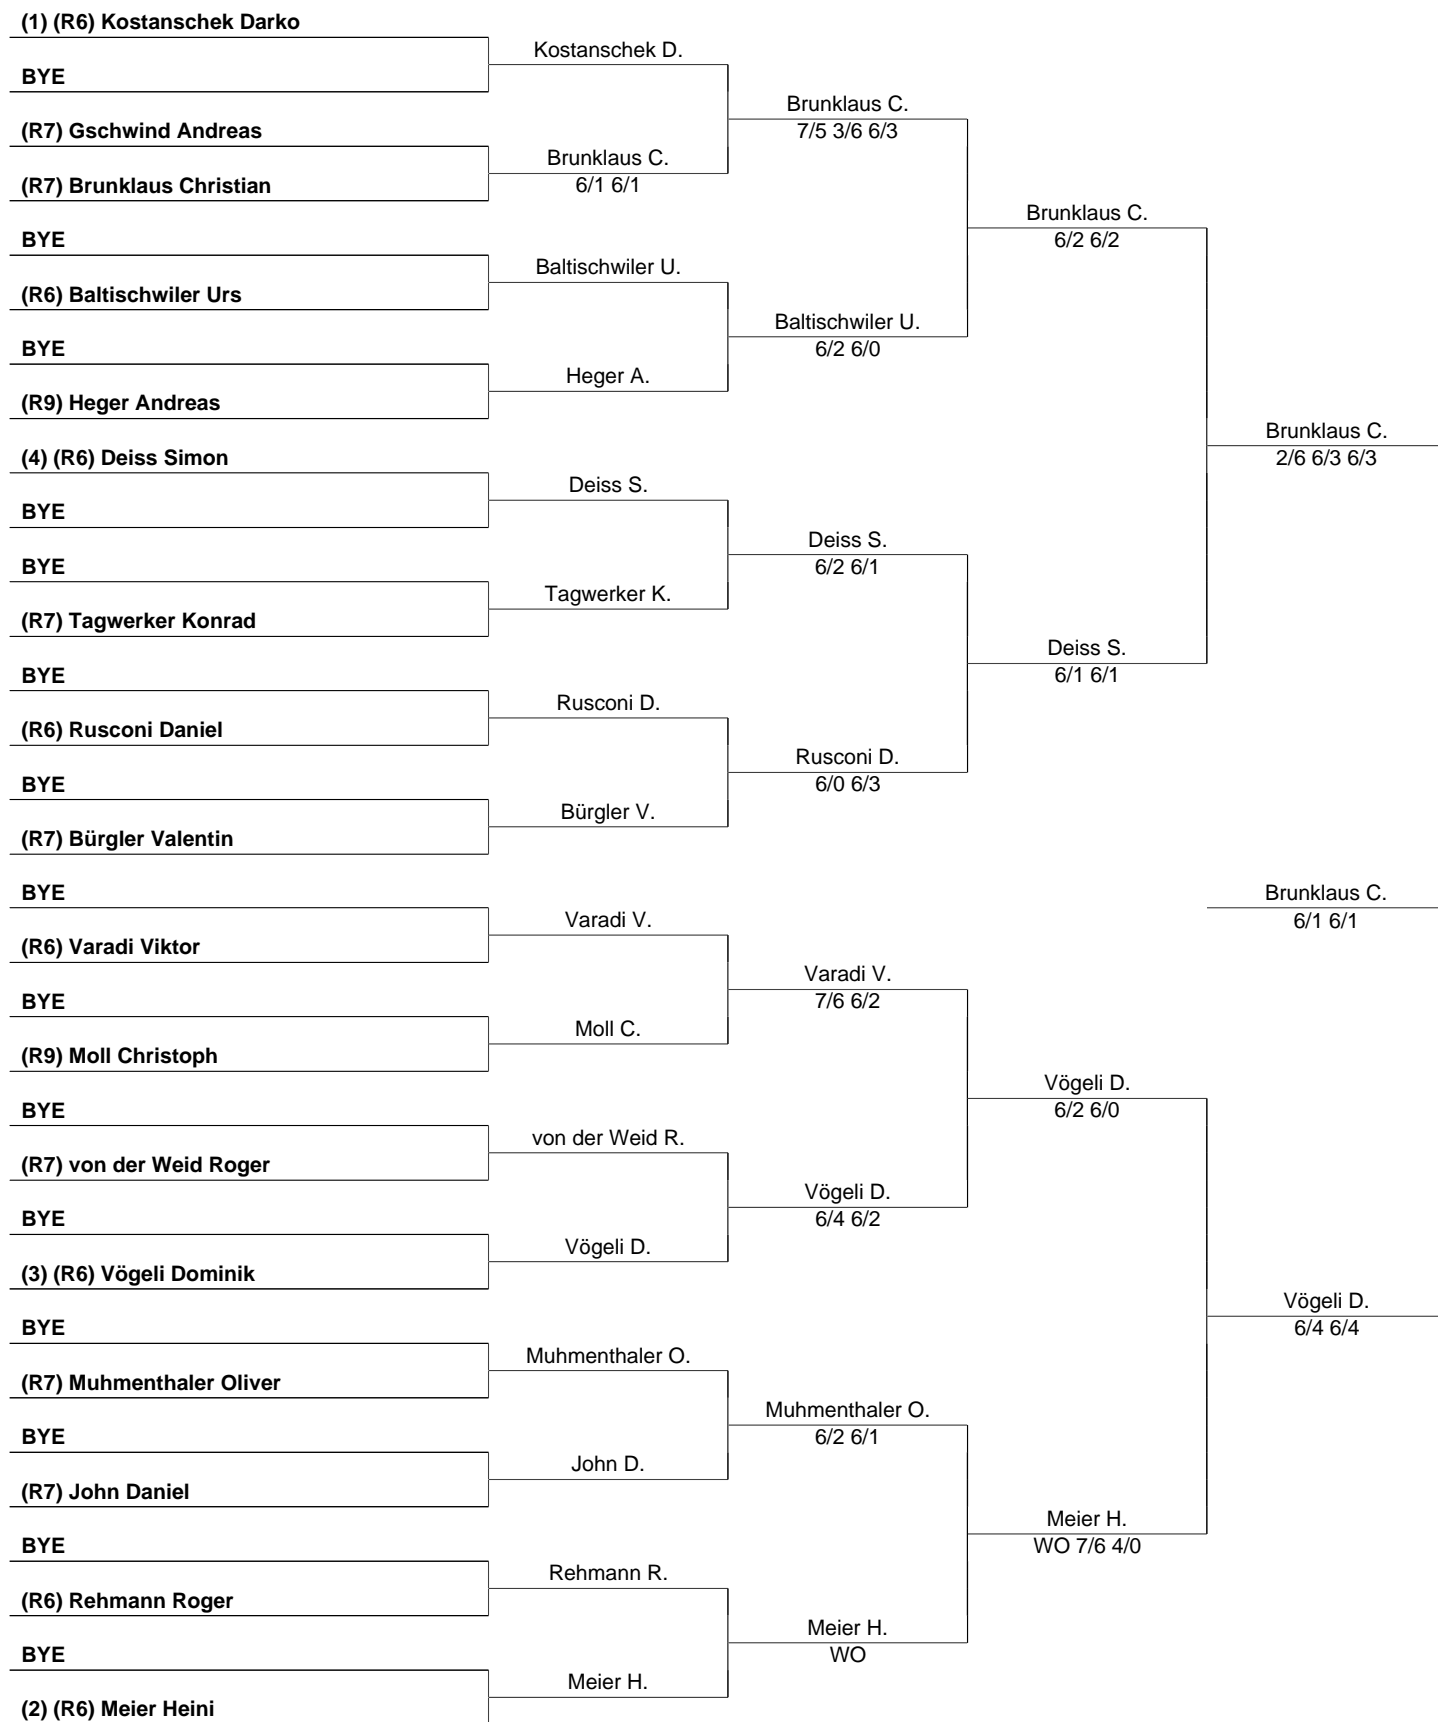 (1) (R6) Kostanschek Darko
BYE
(R7) Gschwind Andreas
(R7) Brunklaus Christian
BYE
(R6) Baltischwiler Urs
BYE
(R9) Heger Andreas
(4) (R6) Deiss Simon
BYE
BYE
(R7) Tagwerker Konrad
BYE
(R6) Rusconi Daniel
BYE
(R7) Bürgler Valentin
BYE
(R6) Varadi Viktor
BYE
(R9) Moll Christoph
BYE
(R7) von der Weid Roger
BYE
(3) (R6) Vögeli Dominik
BYE
(R7) Muhmenthaler Oliver
BYE
(R7) John Daniel
BYE
(R6) Rehmann Roger
BYE
(2) (R6) Meier Heini
Kostanschek D.
Brunklaus C.
6/1 6/1
Baltischwiler U.
Heger A.
Deiss S.
Tagwerker K.
Rusconi D.
Bürgler V.
Varadi V.
Moll C.
von der Weid R.
Vögeli D.
Muhmenthaler O.
John D.
Rehmann R.
Meier H.
Brunklaus C.
7/5 3/6 6/3
Baltischwiler U.
6/2 6/0
Deiss S.
6/2 6/1
Rusconi D.
6/0 6/3
Varadi V.
7/6 6/2
Vögeli D.
6/4 6/2
Muhmenthaler O.
6/2 6/1
Meier H.
WO
Brunklaus C.
6/2 6/2
Deiss S.
6/1 6/1
Vögeli D.
6/2 6/0
Meier H.
WO 7/6 4/0
Brunklaus C.
2/6 6/3 6/3
Brunklaus C.
6/1 6/1
Vögeli D.
6/4 6/4